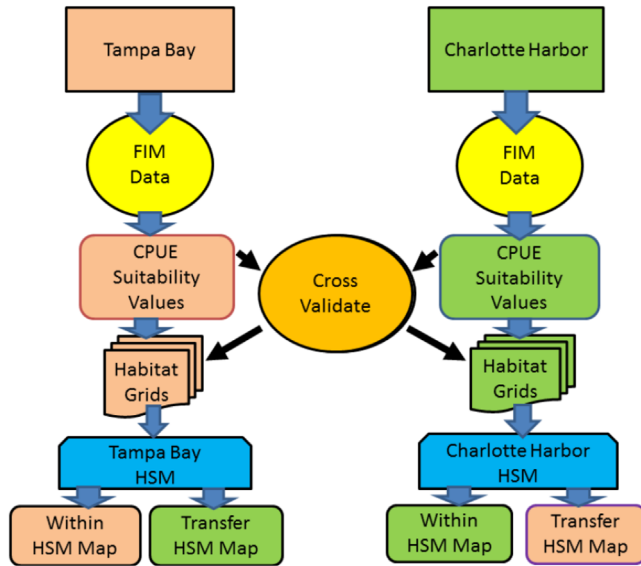 Tampa Bay
Charlotte Harbor
FIM
Data
FIM
Data
CPUE
Suitability
Values
Cross
Validate
CPUE
Suitability
Values
Habitat
Grids
Habitat
Grids
Tampa Bay
HSM
Charlotte Harbor
HSM
Within
HSM Map
Transfer
HSM Map
Within
HSM Map
Transfer
HSM Map